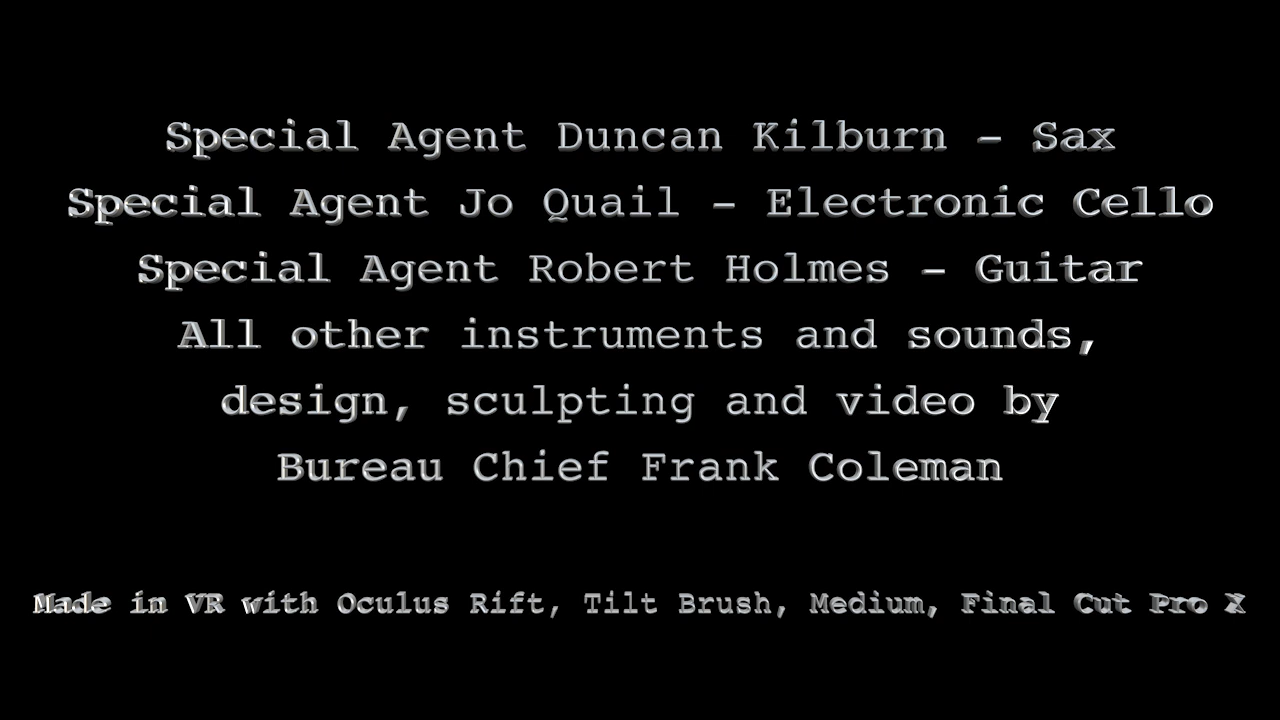 Special Agent Duncan Kilburn – Sax
Special Agent Jo Quail – Electronic Cello
Special Agent Robert Holmes – Guitar
All other instruments and sounds,
design, sculpting and video by
Bureau Chief Frank Coleman
Made in VR with Oculus Rift, Tilt Brush, Medium, Final Cut Pro X